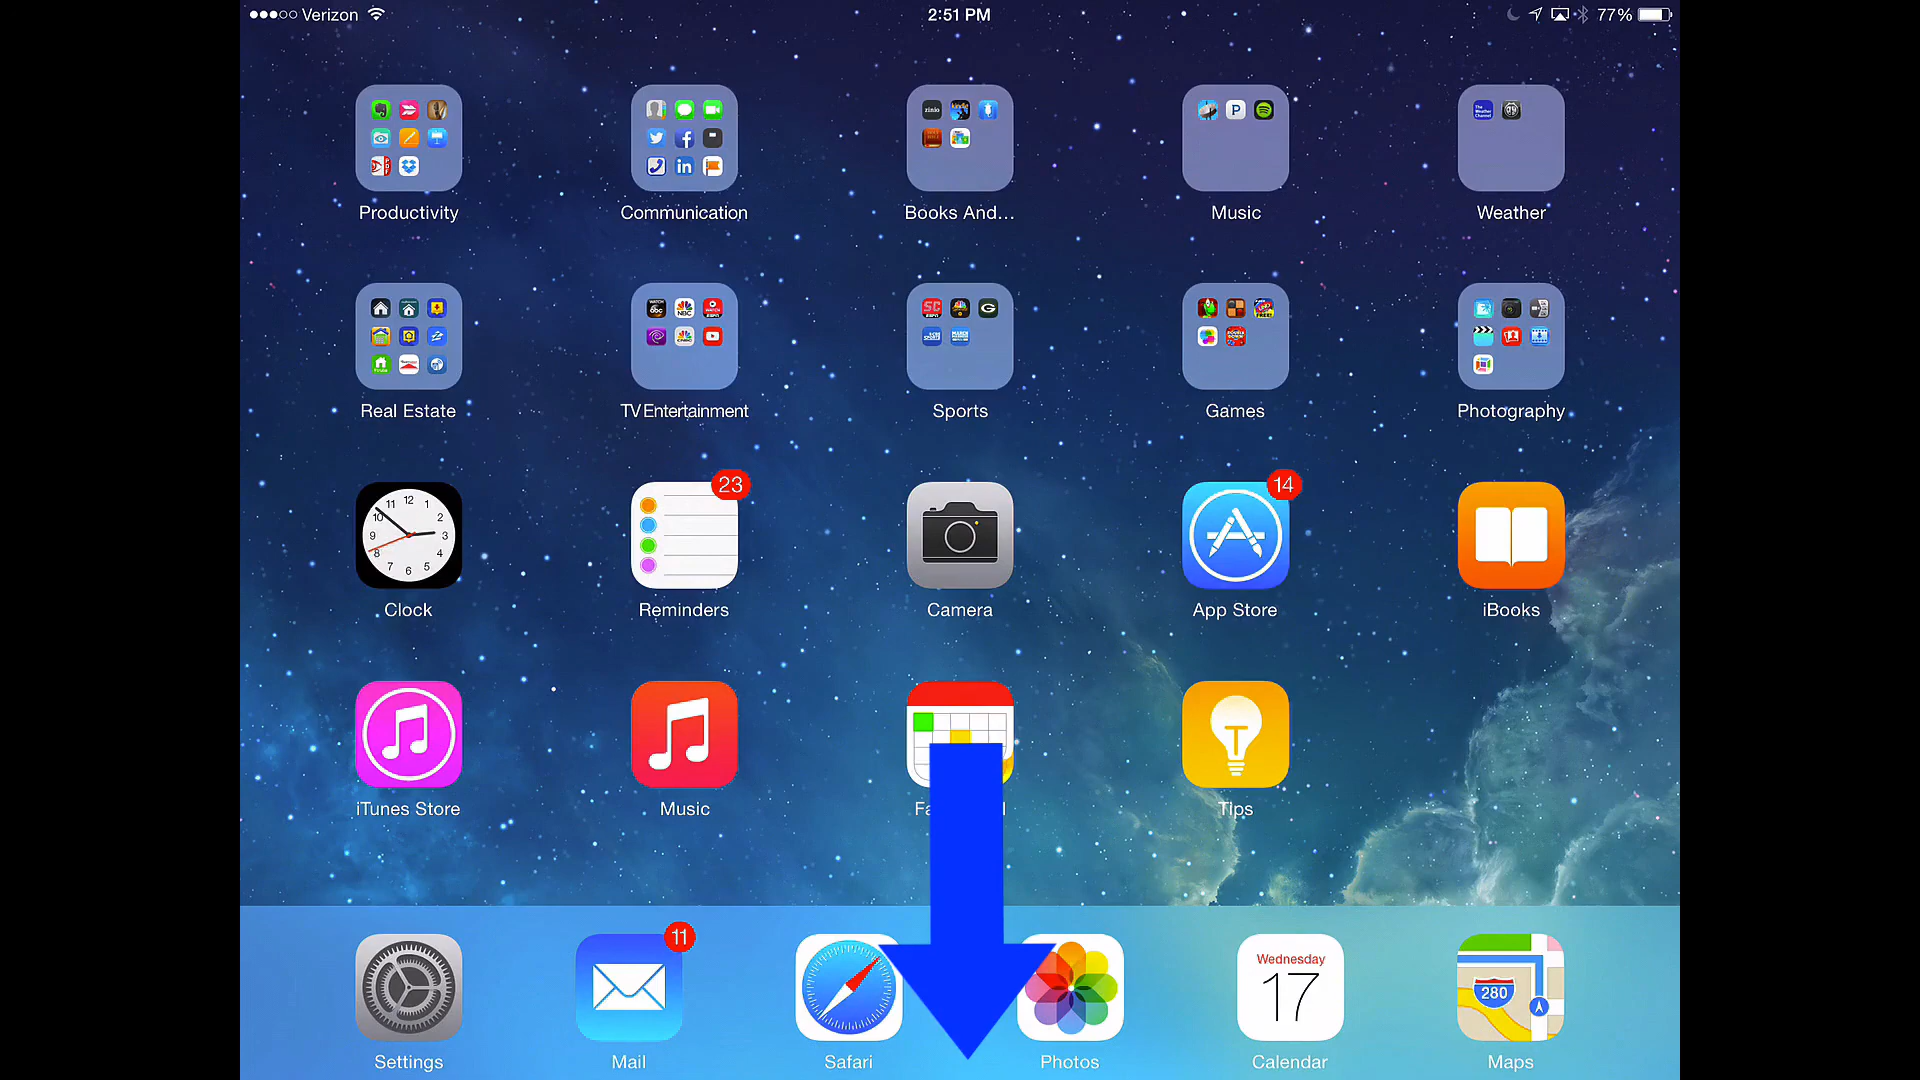 Verizon 2:51 PM 77%
Productivity Communication Books And... Music Weather
Real Estate TV Entertainment Sports Games Photography
23 14
Clock Reminders Camera App Store iBooks
iTunes Store Music Tips
11
Wednesday
17
280
Settings Mail Safari Photos Calendar Maps